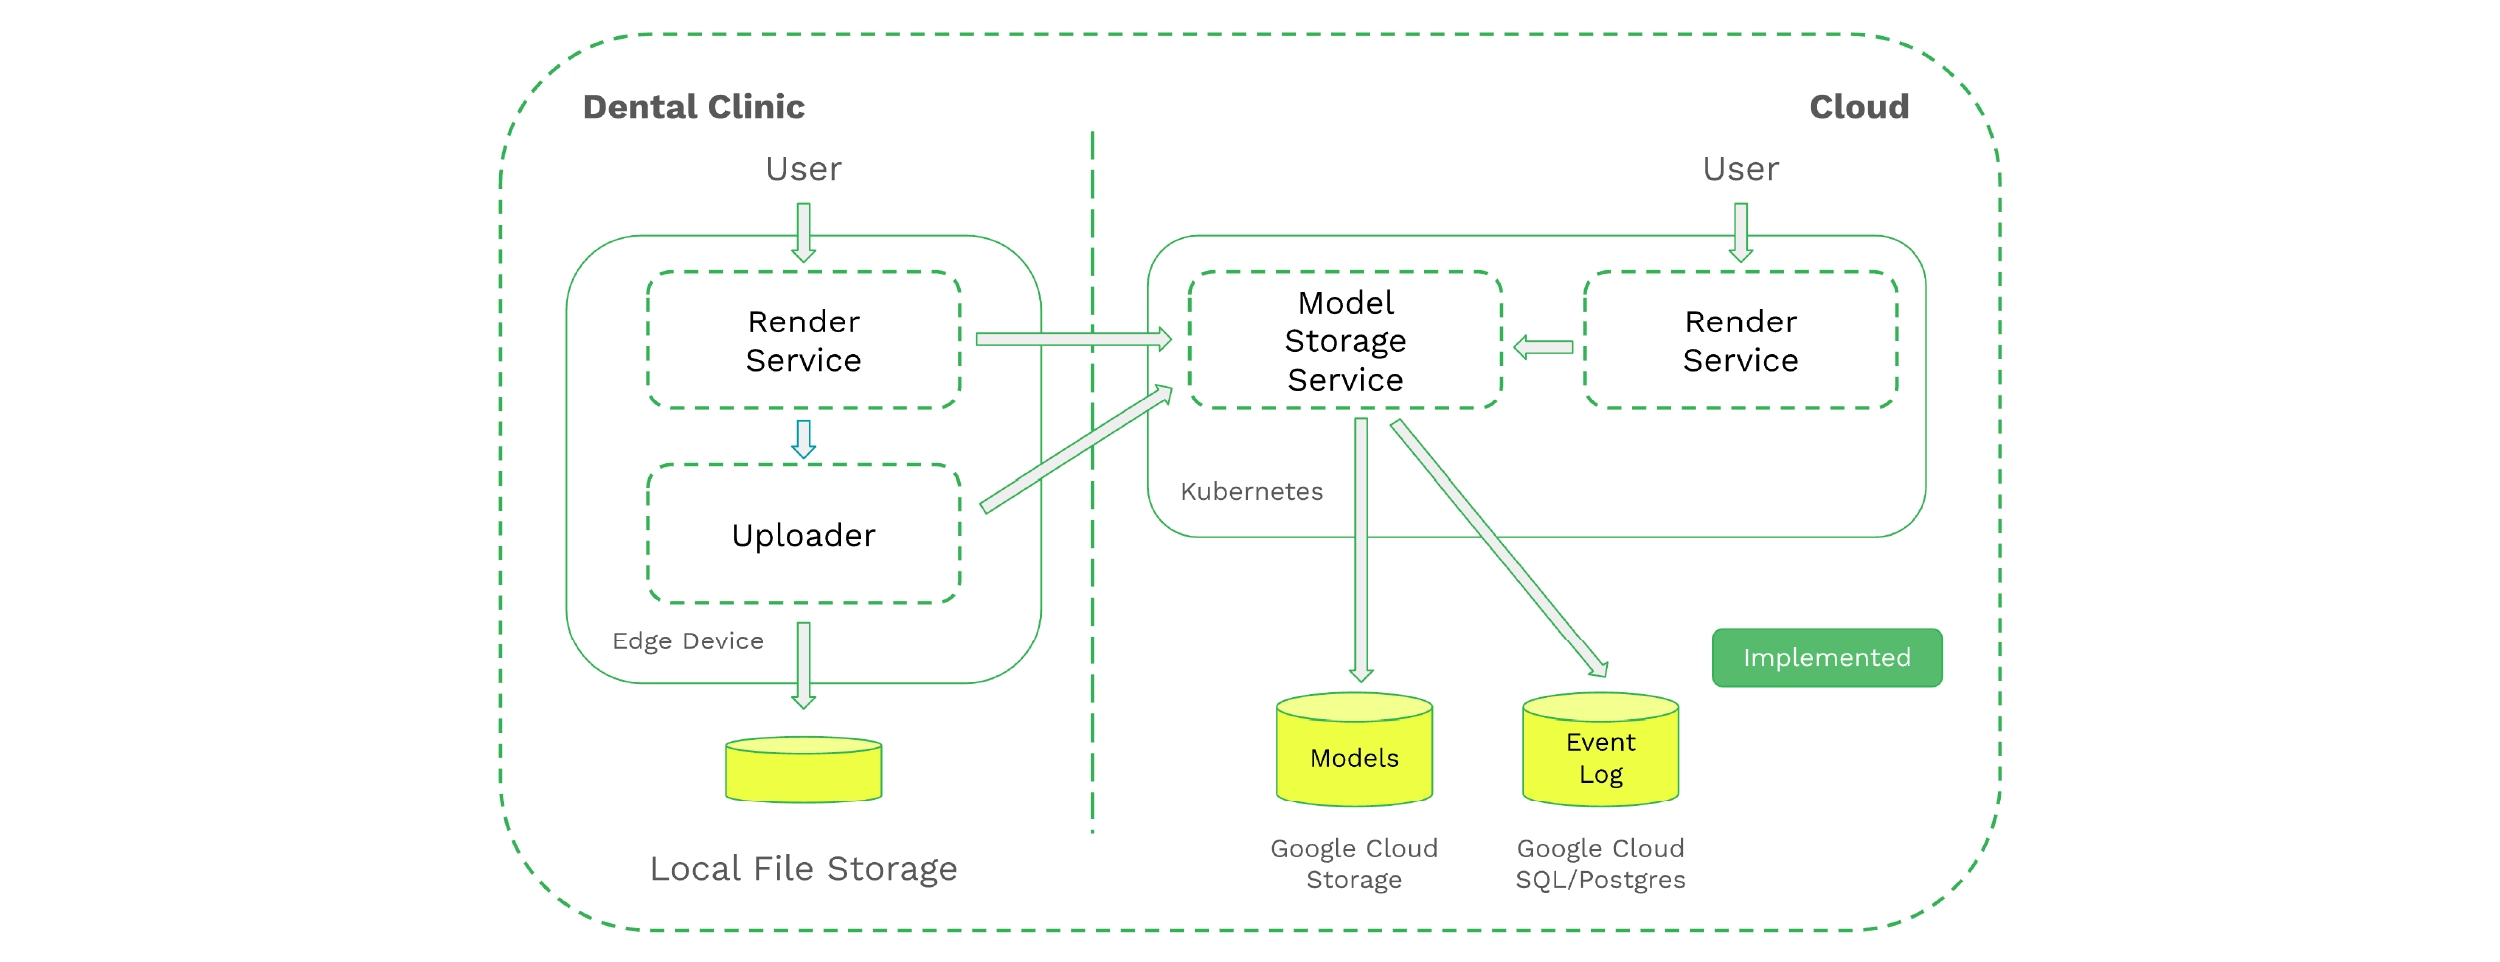 Dental Clinic
Cloud
User
User
Render
Service
Model
Storage
Service
Render
Service
Kubernetes
Uploader
Edge Device
Implemented
Models
Event
Log
Local File Storage
Google Cloud
Storage
Google Cloud
SQL/Postgres